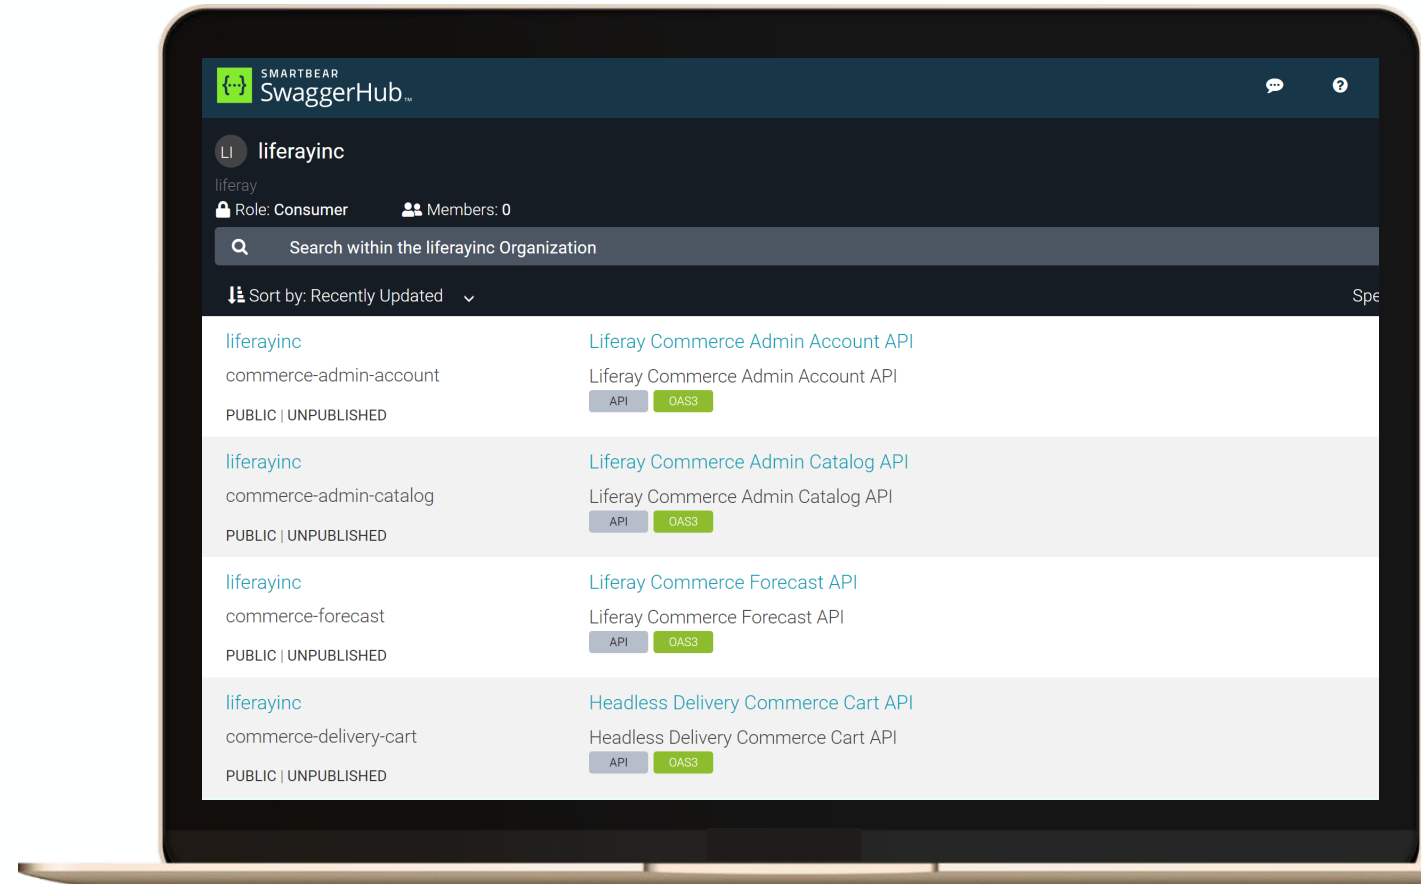 SMARTBEAR
SwaggerHub™
LI liferayinc
liferay
Role: Consumer Members: 0
Search within the liferayinc Organization
Sort by: Recently Updated Spe
liferayinc Liferay Commerce Admin Account API
commerce-admin-account Liferay Commerce Admin Account API
API OAS3
PUBLIC | UNPUBLISHED
liferayinc Liferay Commerce Admin Catalog API
commerce-admin-catalog Liferay Commerce Admin Catalog API
API OAS3
PUBLIC | UNPUBLISHED
liferayinc Liferay Commerce Forecast API
commerce-forecast Liferay Commerce Forecast API
API OAS3
PUBLIC | UNPUBLISHED
liferayinc Headless Delivery Commerce Cart API
commerce-delivery-cart Headless Delivery Commerce Cart API
API OAS3
PUBLIC | UNPUBLISHED